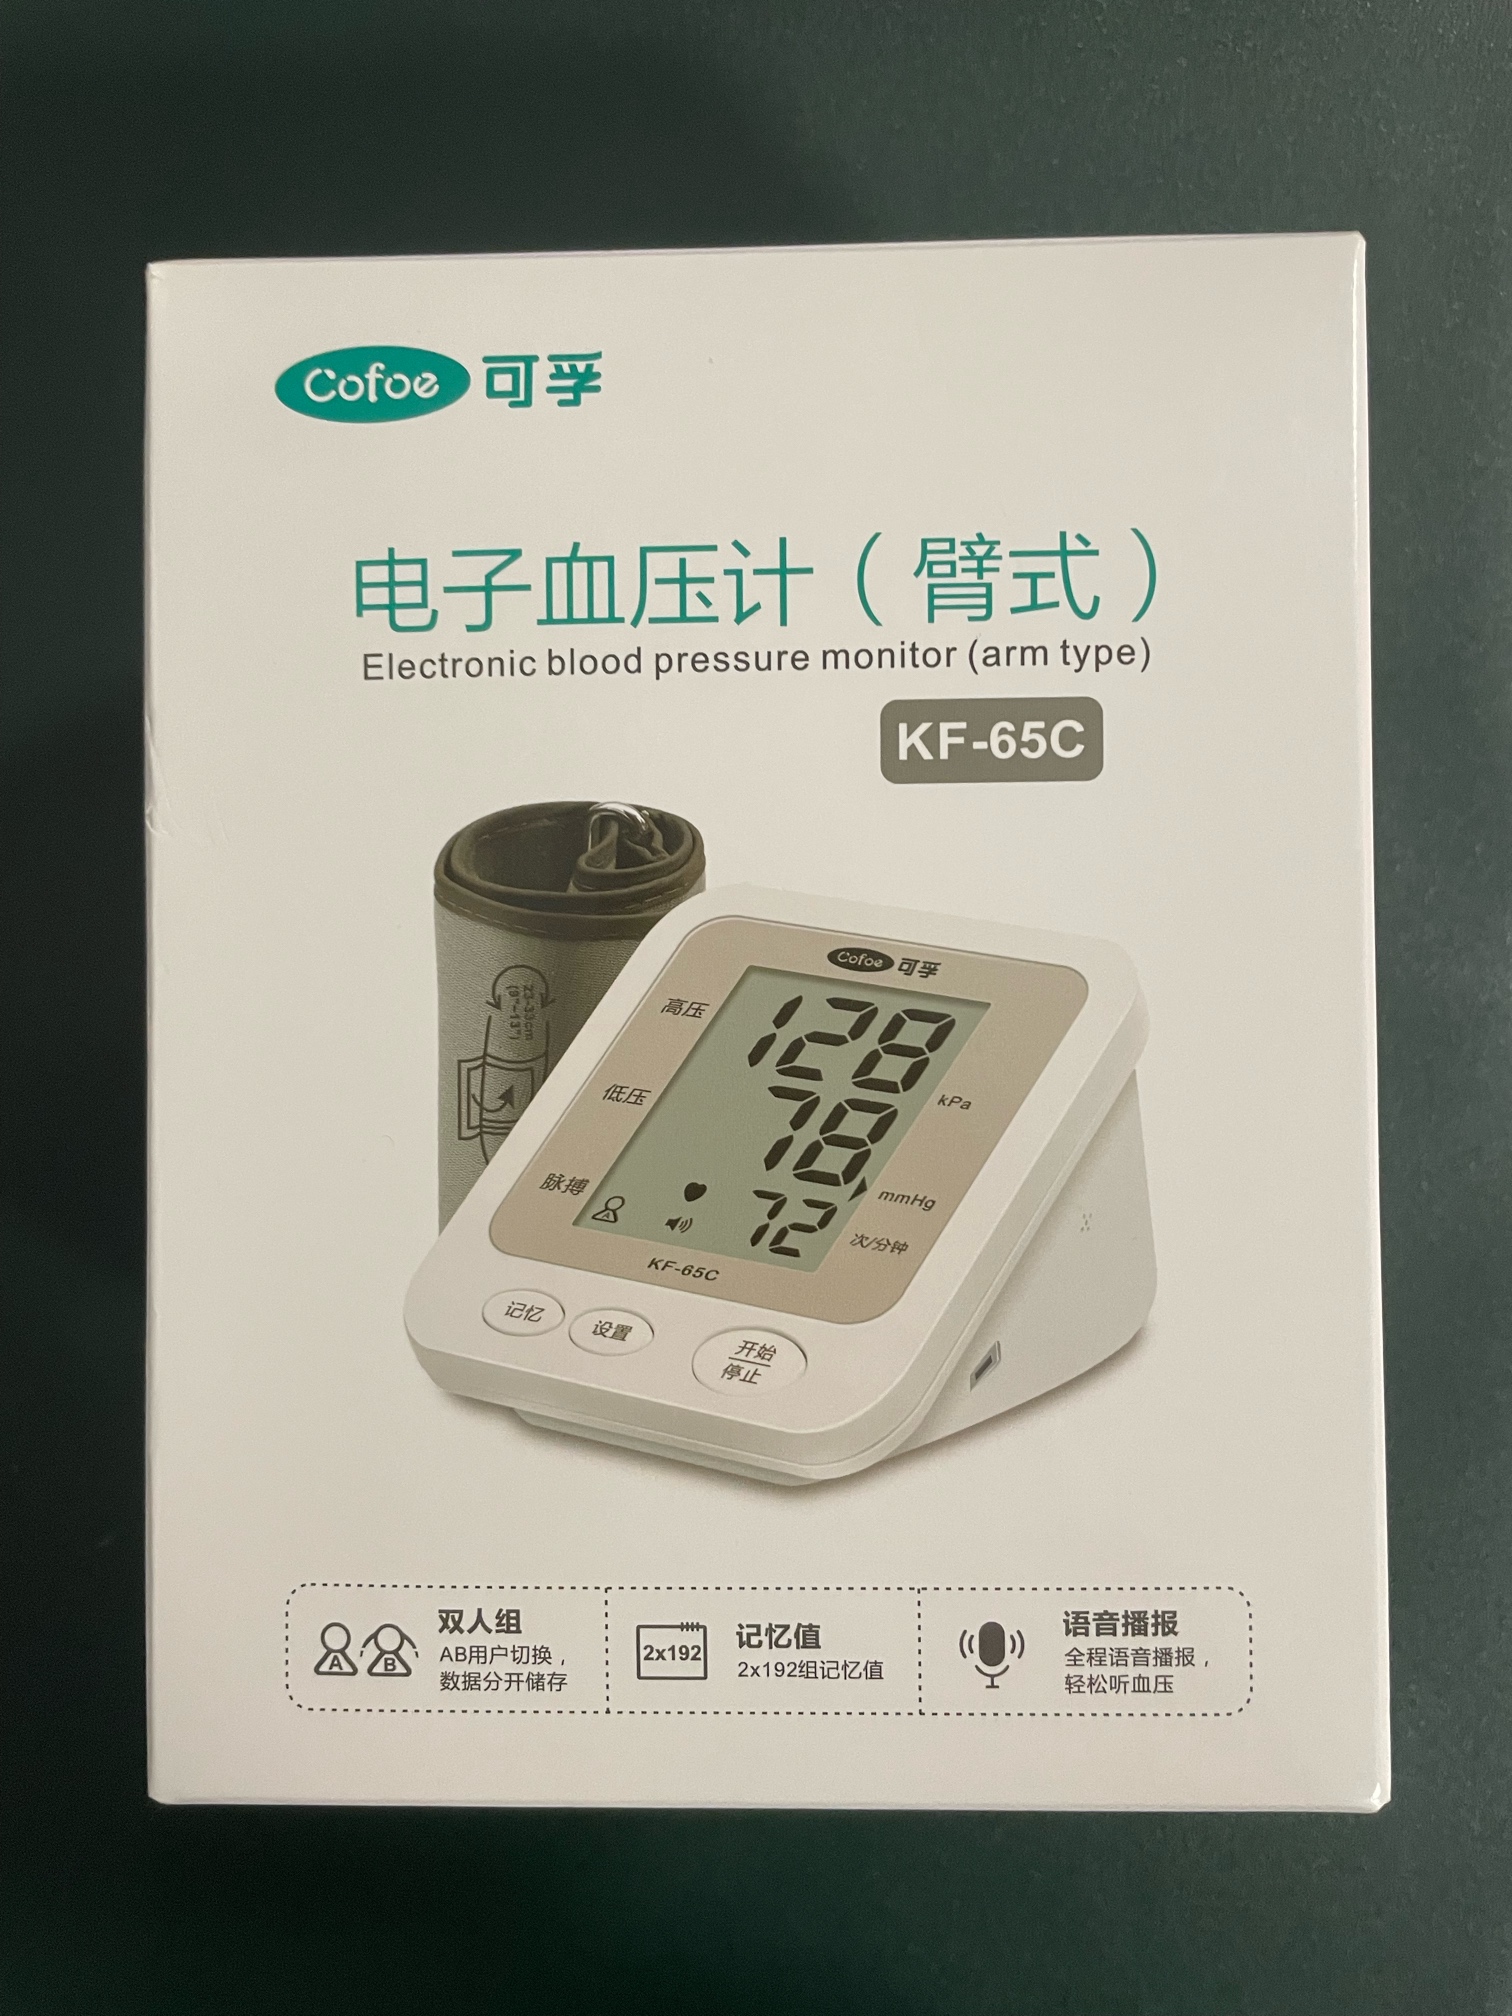 Cofoe 可孚
电子血压计（臂式）
Electronic blood pressure monitor (arm type)
KF-65C
23-33cm
(9"-13")
Cofoe 可孚
高压
128
kPa
低压
78
mmHg
脉搏
A
72
次/分钟
KF-65C
记忆
设置
开始
停止
A
B
双人组
AB用户切换，
数据分开储存
2x192
记忆值
2x192组记忆值
语音播报
全程语音播报，
轻松听血压